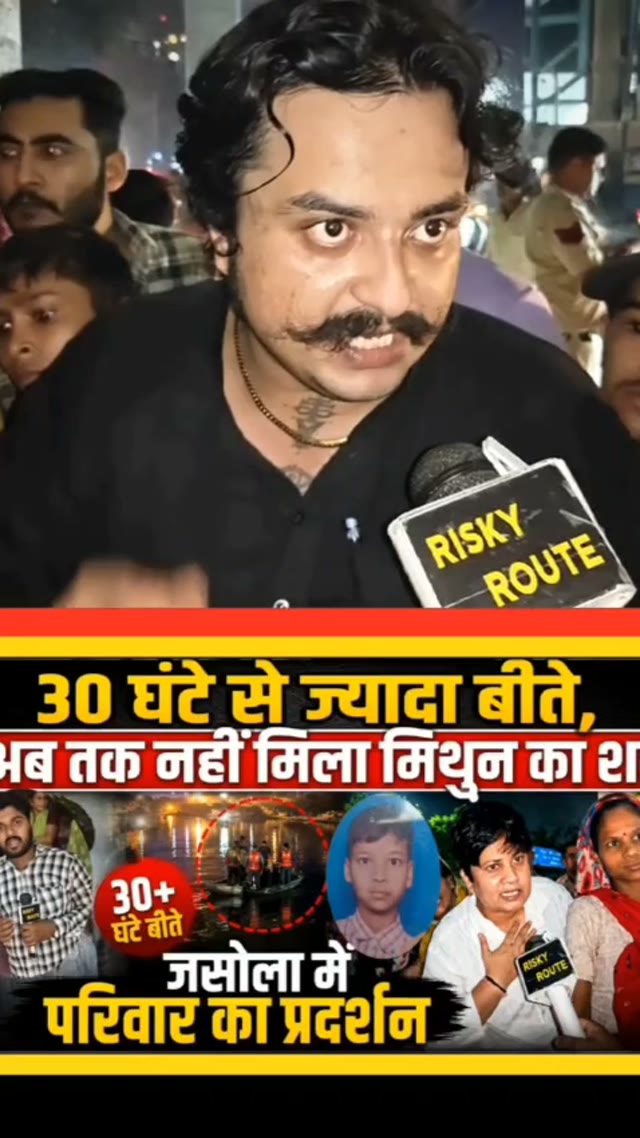 RISKY
ROUTE
30 घंटे से ज्यादा बीते,
अब तक नहीं मिला मिथुन का
30+
घंटे बीते
RISKY
ROUTE
जसोला में
परिवार का प्रदर्शन